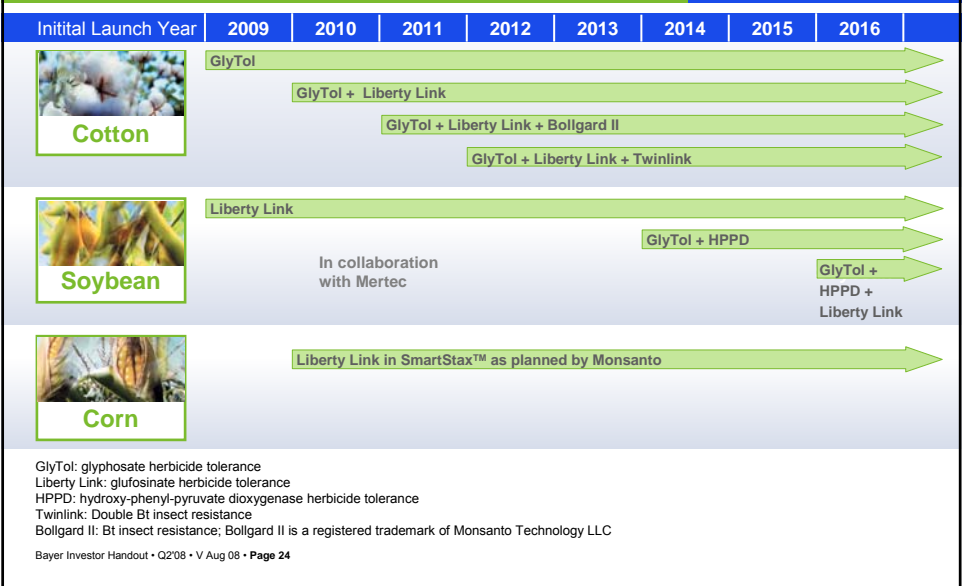 Initital Launch Year 2009 2010 2011 2012 2013 2014 2015 2016
Cotton
GlyTol
GlyTol + Liberty Link
GlyTol + Liberty Link + Bollgard II
GlyTol + Liberty Link + Twinlink
Soybean
Liberty Link
GlyTol + HPPD
In collaboration
with Mertec
GlyTol +
HPPD +
Liberty Link
Corn
Liberty Link in SmartStax™ as planned by Monsanto
GlyTol: glyphosate herbicide tolerance
Liberty Link: glufosinate herbicide tolerance
HPPD: hydroxy-phenyl-pyruvate dioxygenase herbicide tolerance
Twinlink: Double Bt insect resistance
Bollgard II: Bt insect resistance; Bollgard II is a registered trademark of Monsanto Technology LLC
Bayer Investor Handout • Q2'08 • V Aug 08 • Page 24